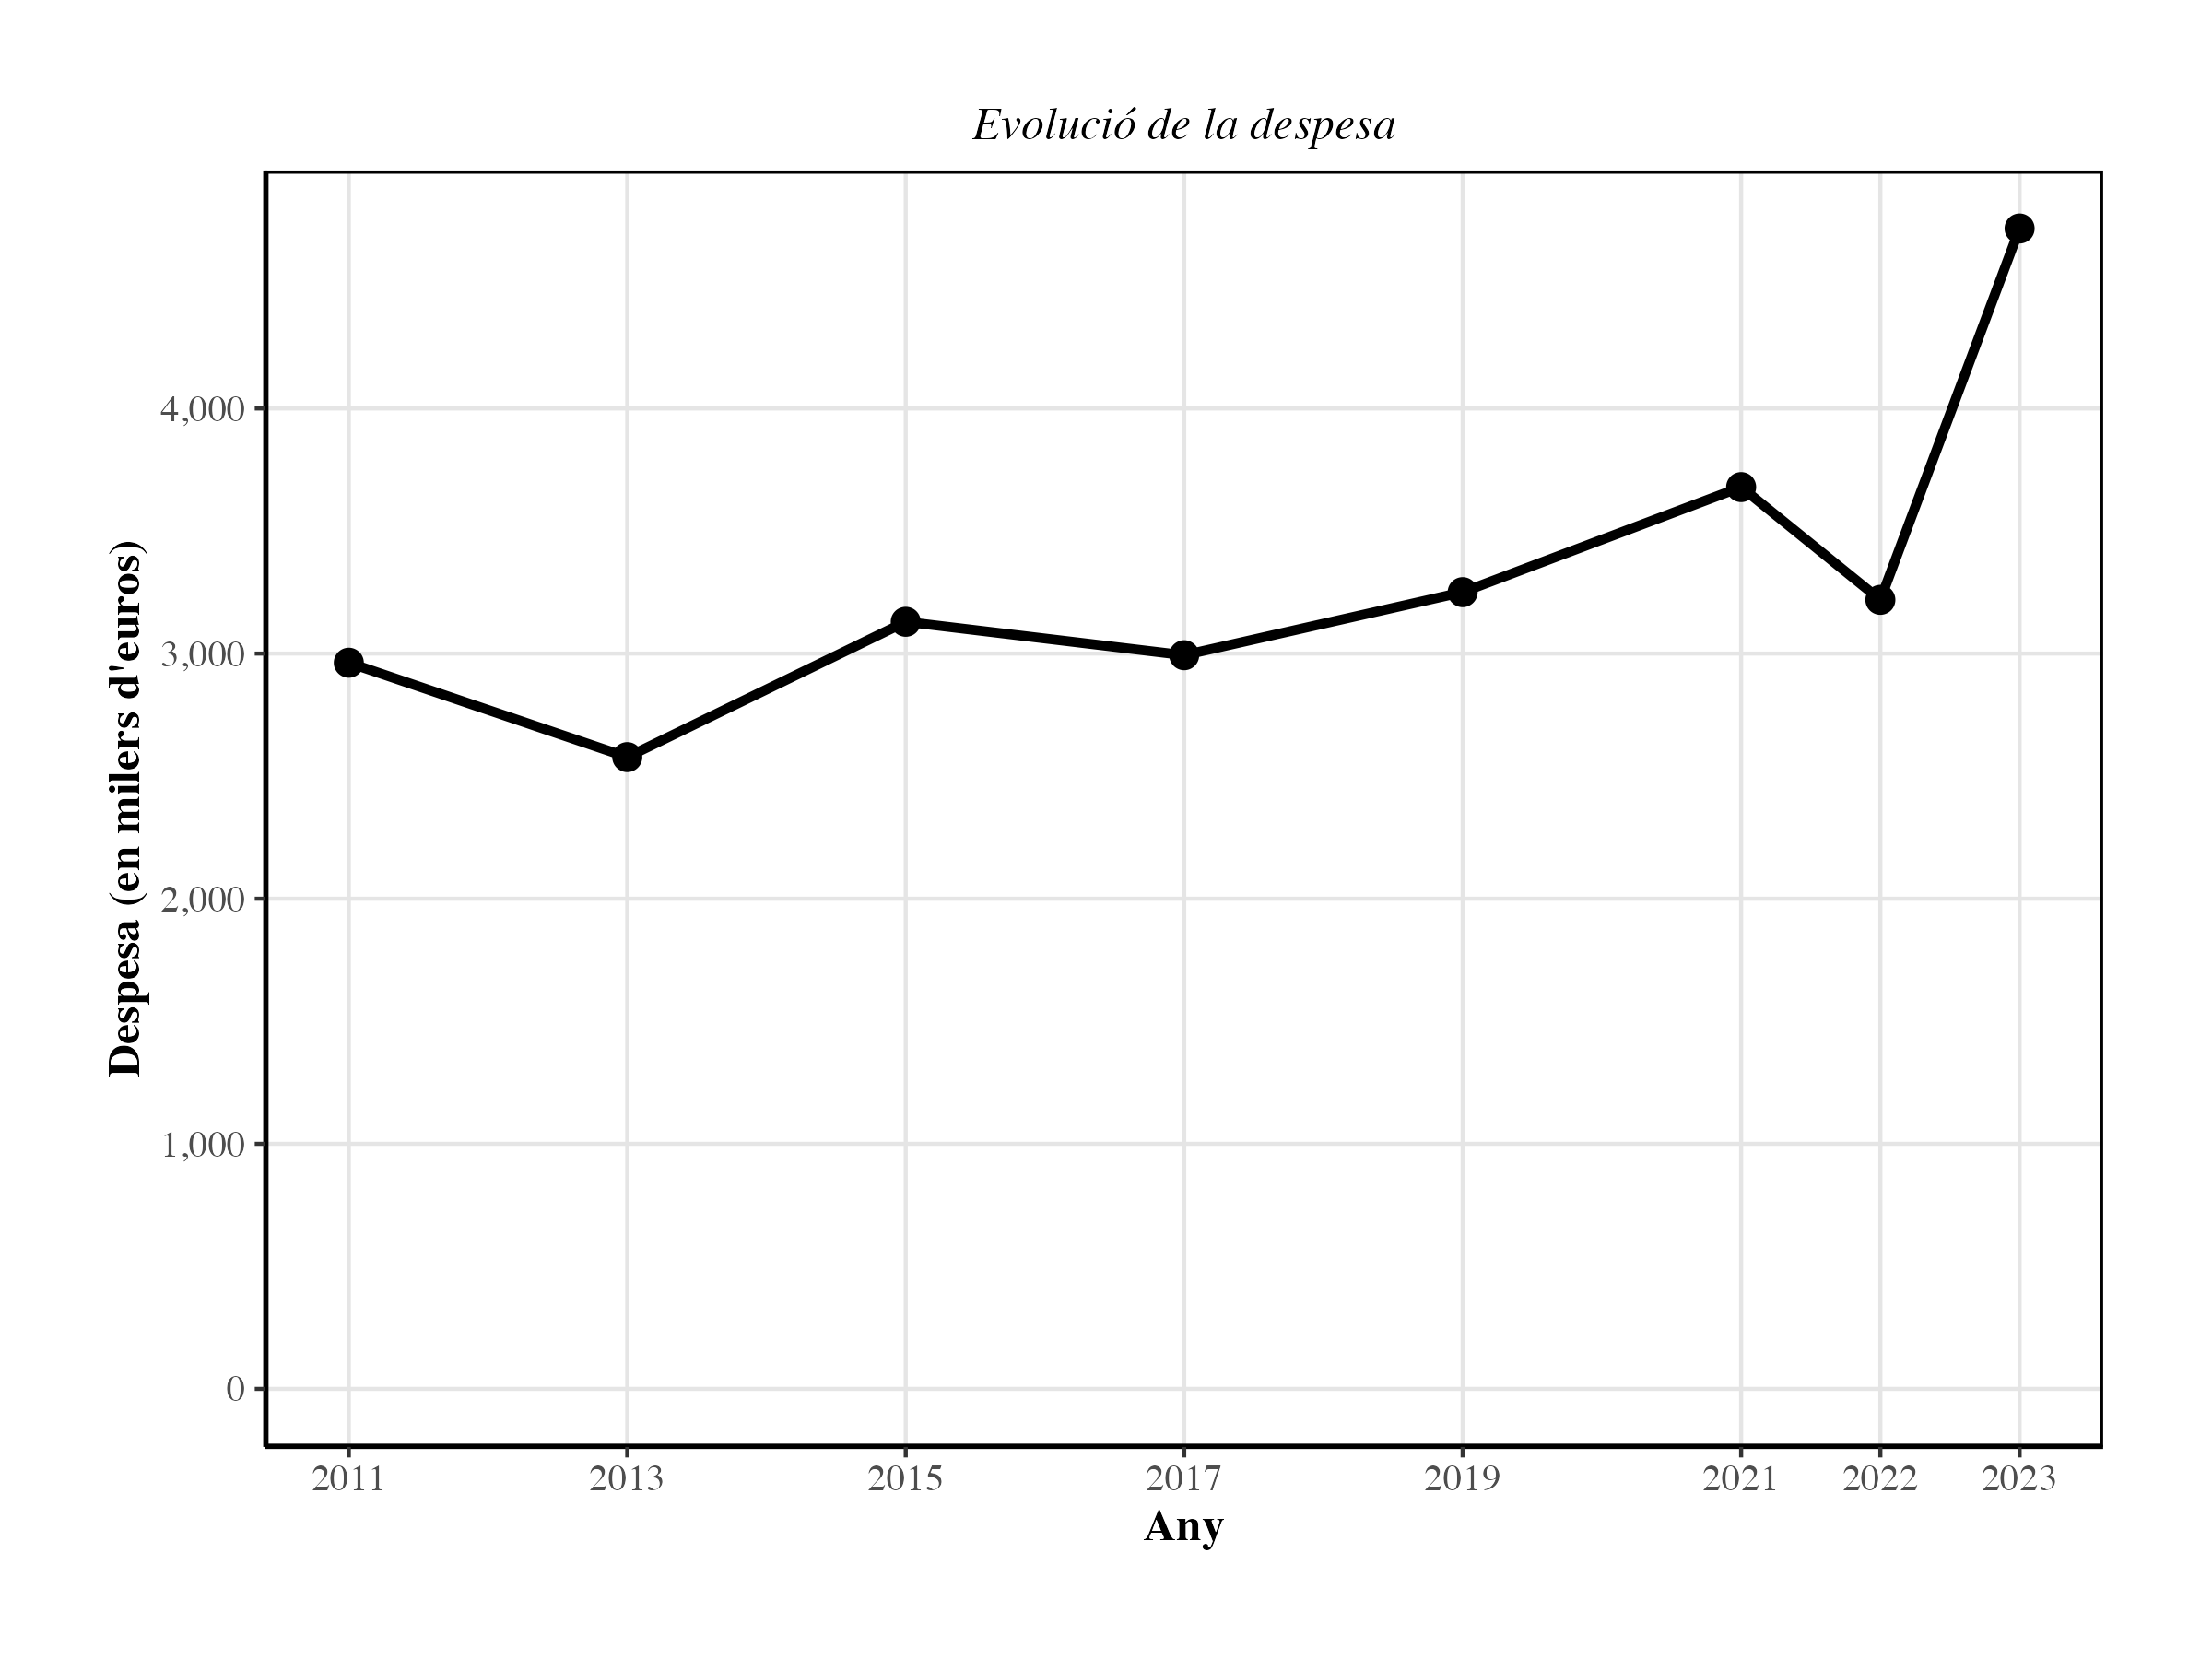 Evolució de la despesa
Despesa (en milers d'euros)
4,000
3,000
2,000
1,000
0
2011 2013 2015 2017 2019 2021 2022 2023
Any